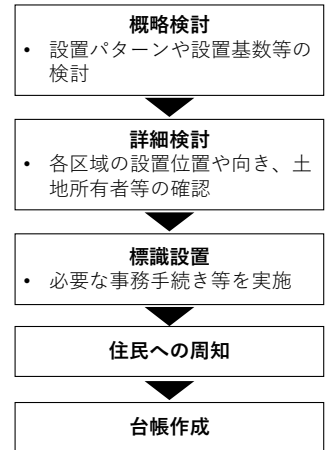 概略検討
• 設置パターンや設置基数等の
検討
詳細検討
• 各区域の設置位置や向き、土
地所有者等の確認
標識設置
• 必要な事務手続き等を実施
住民への周知
台帳作成